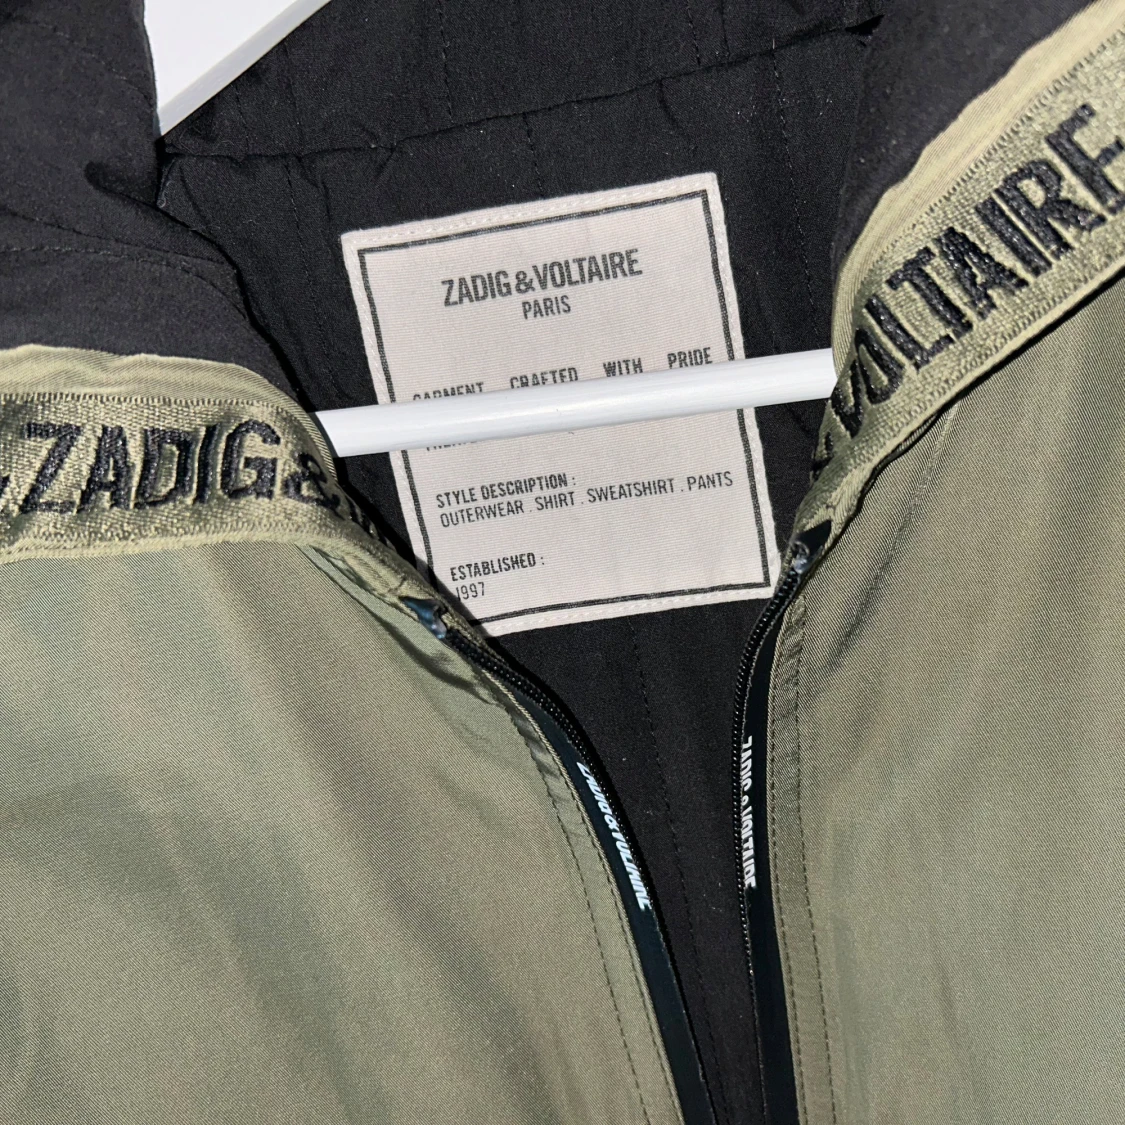 ZADIG & VOLTAIRE
PARIS
GARMENT CRAFTED WITH PRIDE
STYLE DESCRIPTION :
OUTERWEAR . SHIRT . SWEATSHIRT . PANTS
ESTABLISHED :
1997
ZADIG &
&VOLTAIRE
ZADIG & VOLTAIRE
ZADIG & VOLTAIRE